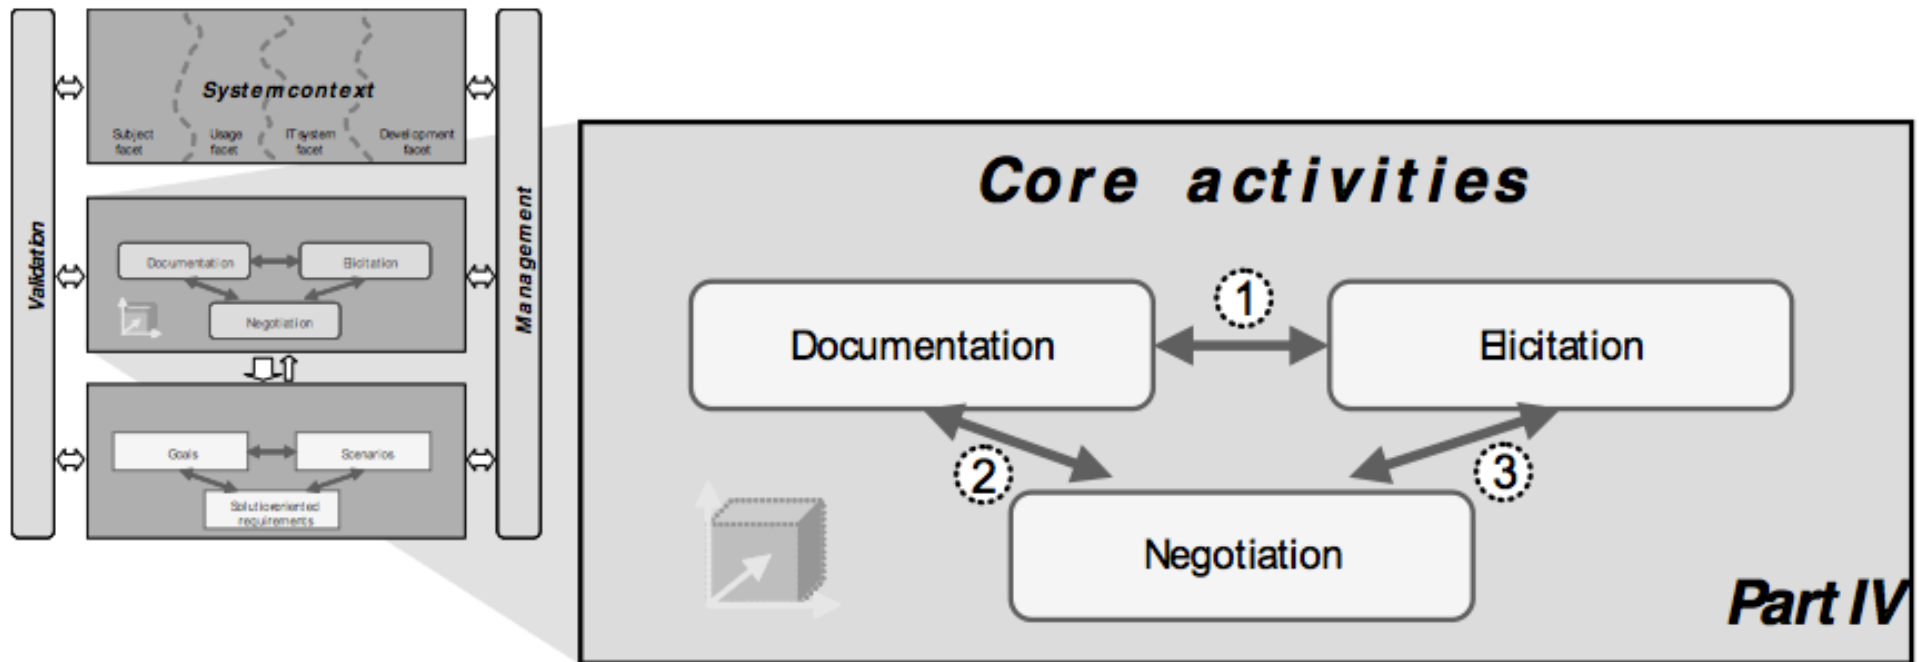 Validation
System context
Subject
facet
Usage
facet
IT system
facet
Development
facet
Documentation
Elicitation
Negotiation
Goals
Scenarios
Solution-oriented
requirements
Management
Core activities
Documentation
1
Elicitation
2
3
Negotiation
Part IV